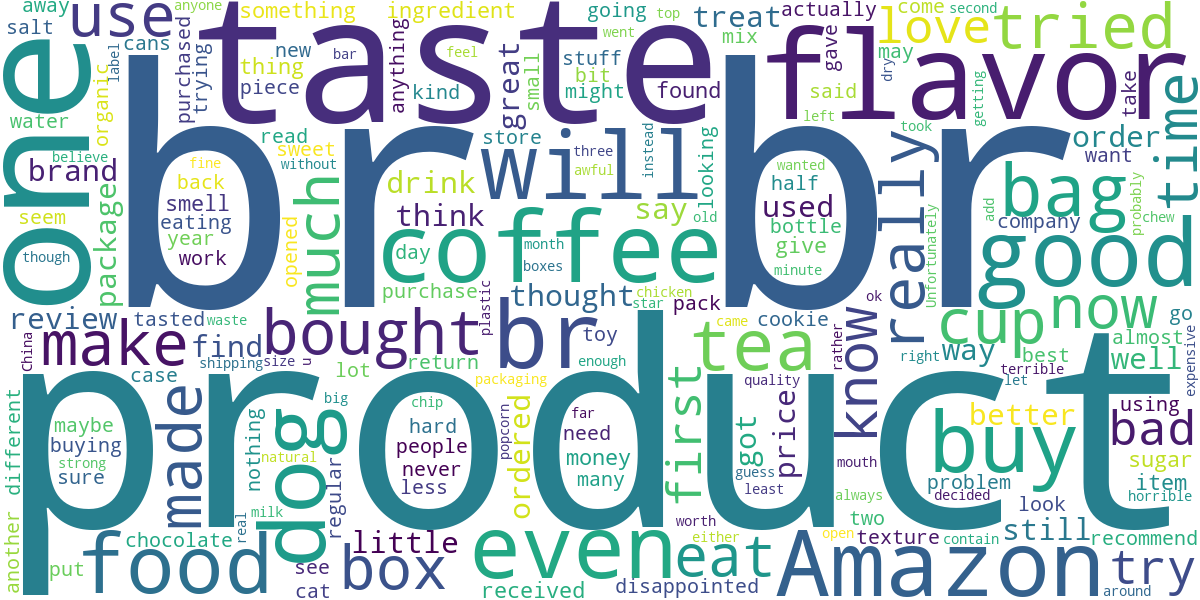 away
anyone
something
ingredient
going
top
treat
actually
come
second
salt
use
taste
love
tried
cans
label
purchased
trying
new
bar
feel
went
stuff
mix
gave
may
flavor
thing
piece
anything
kind
great
small
bit
might
found
said
dry
take
getting
left
one
water
organic
believe
br br
read
sweet
without
store
will
three
awful
instead
looking
took
order
want
time
brand
fine
back
smell
eating
year
work
drink
think
say
old
wanted
half
used
bottle
give
minute
really
Unfortunately
add
bag
company
probably
chew
seem
though
package
opened
much
coffee
day
month
boxes
good
review
tasted
waste
purchase
thought
plastic
chicken
star
pack
cookie
ok
cup
now
go
china
make
find
bought
br
toy
came
tea
rather
know
right
way
best
almost
well
expensive
shipping
size
u
lot
return
enough
terrible
let
case
product
packaging
quality
different
maybe
buying
strong
sure
made
big
nothing
natural
dog
regular
chip
hard
people
never
less
popcorn
ordered
far
need
money
many
first
got
guess
least
price
mouth
buy
better
problem
decided
using
bad
sugar
item
horrible
look
another
put
food
chocolate
milk
real
see
cat
box
little
even
received
worth
either
eat
disappointed
always
two
open
texture
Amazon
contain
still
recommend
try
around